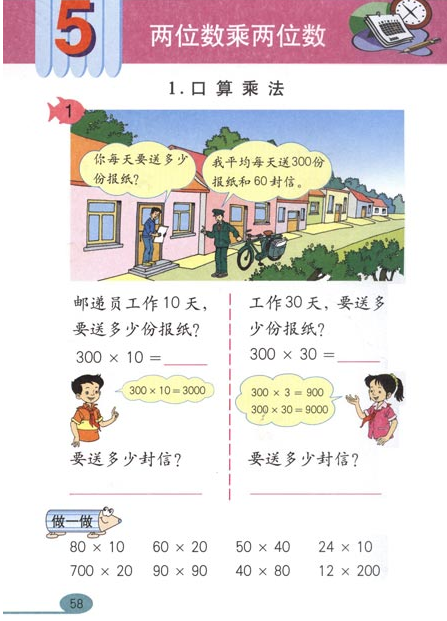 5
两位数乘两位数
1.口算乘法
1
你每天要送多少
份报纸?
我平均每天送300份
报纸和60封信。
邮递员工作10天,
要送多少份报纸?
300 × 10 =
300×10=3000
要送多少封信?
工作30天,要送多
少份报纸?
300 × 30 =
300 × 3 = 900
300 × 30 = 9000
要送多少封信?
做一做
80 × 10 60 × 20 50 × 40 24 × 10
700 × 20 90 × 90 40 × 80 12 × 200
58